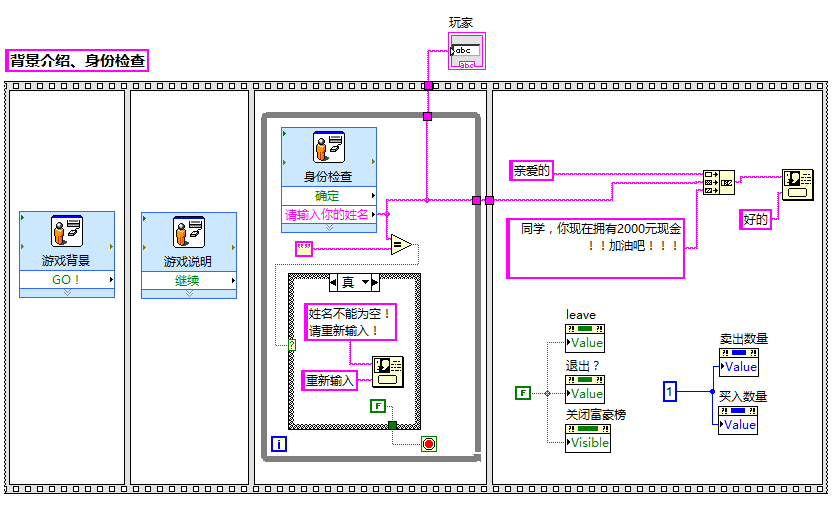 玩家
abc
abc
背景介绍、身份检查
身份检查
确定
请输入你的姓名
""
=
游戏背景
GO！
游戏说明
继续
真
?
姓名不能为空！
请重新输入！
重新输入
F
i
亲爱的
同学，你现在拥有2000元现金
！！加油吧！！！
好的
leave
Value
退出？
Value
关闭富豪榜
Visible
F
1
卖出数量
Value
买入数量
Value